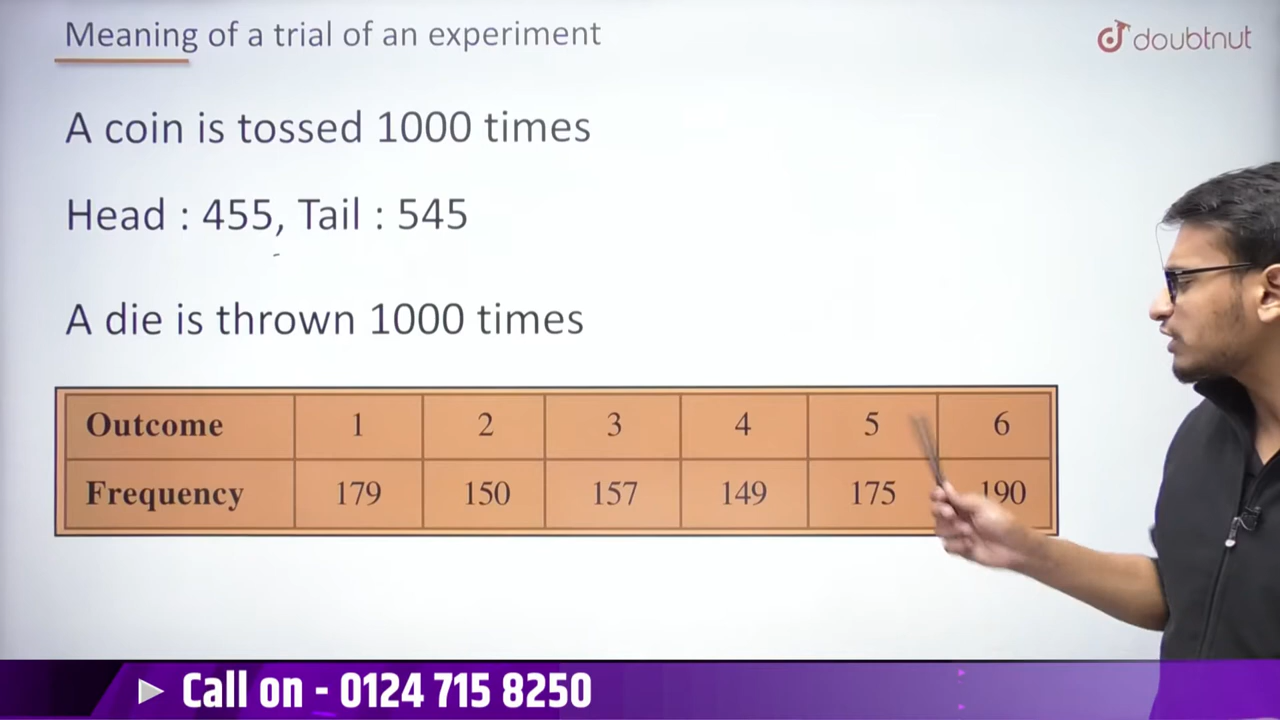 Meaning of a trial of an experiment
doubtnut
A coin is tossed 1000 times
Head : 455, Tail : 545
A die is thrown 1000 times
Outcome 1 2 3 4 5 6
Frequency 179 150 157 149 175 190
Call on - 0124 715 8250